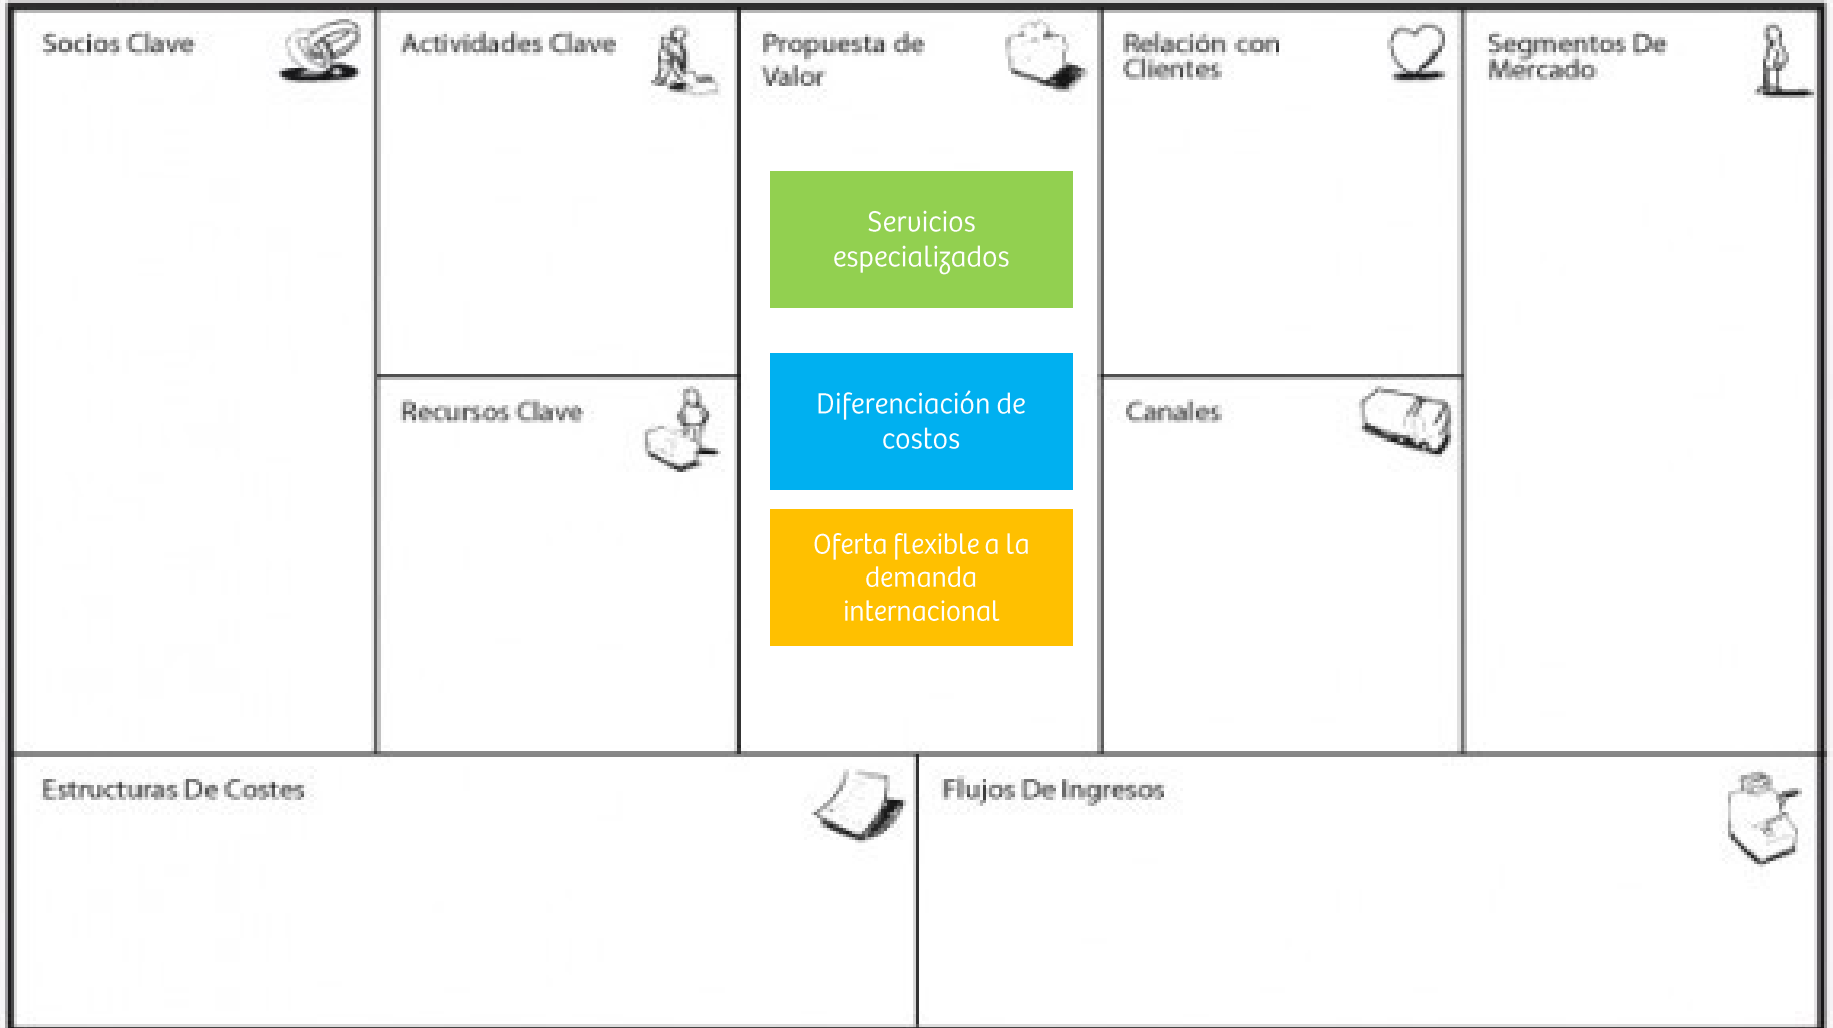 Socios Clave
Actividades Clave
Propuesta de
Valor
Servicios
especializados
Diferenciación de
costos
Oferta flexible a la
demanda
internacional
Relación con
Clientes
Segmentos De
Mercado
Recursos Clave
Canales
Estructuras De Costes
Flujos De Ingresos